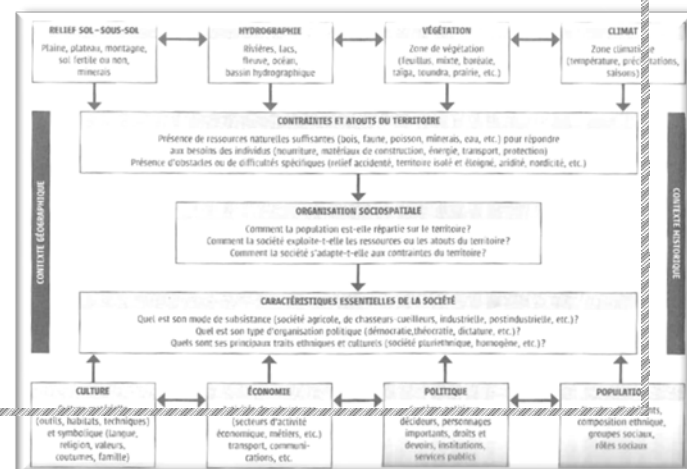 RELIEF SOL-SOUS-SOL
Plaine, plateau, montagne,
sol fertile ou non,
minerais
HYDROGRAPHIE
Rivières, lacs,
fleuve, océan,
bassin hydrographique
VÉGÉTATION
Zone de végétation
(feuillus, mixte, boréale,
taïga, toundra, prairie, etc.)
CLIMAT
Zone climatique
(température, précipitations,
saisons)
CONTEXTE GÉOGRAPHIQUE
CONTEXTE HISTORIQUE
CONTRAINTES ET ATOUTS DU TERRITOIRE
Présence de ressources naturelles suffisantes (bois, faune, poisson, minerais, eau, etc.) pour répondre
aux besoins des individus (nourriture, matériaux de construction, énergie, transport, protection)
Présence d'obstacles ou de difficultés spécifiques (relief accidenté, territoire isolé et éloigné, aridité, nordicité, etc.)
ORGANISATION SOCIOSPATIALE
Comment la population est-elle répartie sur le territoire?
Comment la société exploite-t-elle les ressources ou les atouts du territoire?
Comment la société s'adapte-t-elle aux contraintes du territoire?
CARACTÉRISTIQUES ESSENTIELLES DE LA SOCIÉTÉ
Quel est son mode de subsistance (société agricole, de chasseurs-cueilleurs, industrielle, postindustrielle, etc.)?
Quel est son type d'organisation politique (démocratie,théocratie, dictature, etc.)?
Quels sont ses principaux traits ethniques et culturels (société pluriethnique, homogène, etc.)?
CULTURE
(outils, habitats, techniques)
et symbolique (langue,
religion, valeurs,
coutumes, famille)
ÉCONOMIE
(secteurs d'activité
économique, métiers, etc.)
transport, communi-
cations, etc.
POLITIQUE
décideurs, personnages
importants, droits et
devoirs, institutions,
services publics
POPULATION
composition ethnique,
groupes sociaux,
rôles sociaux